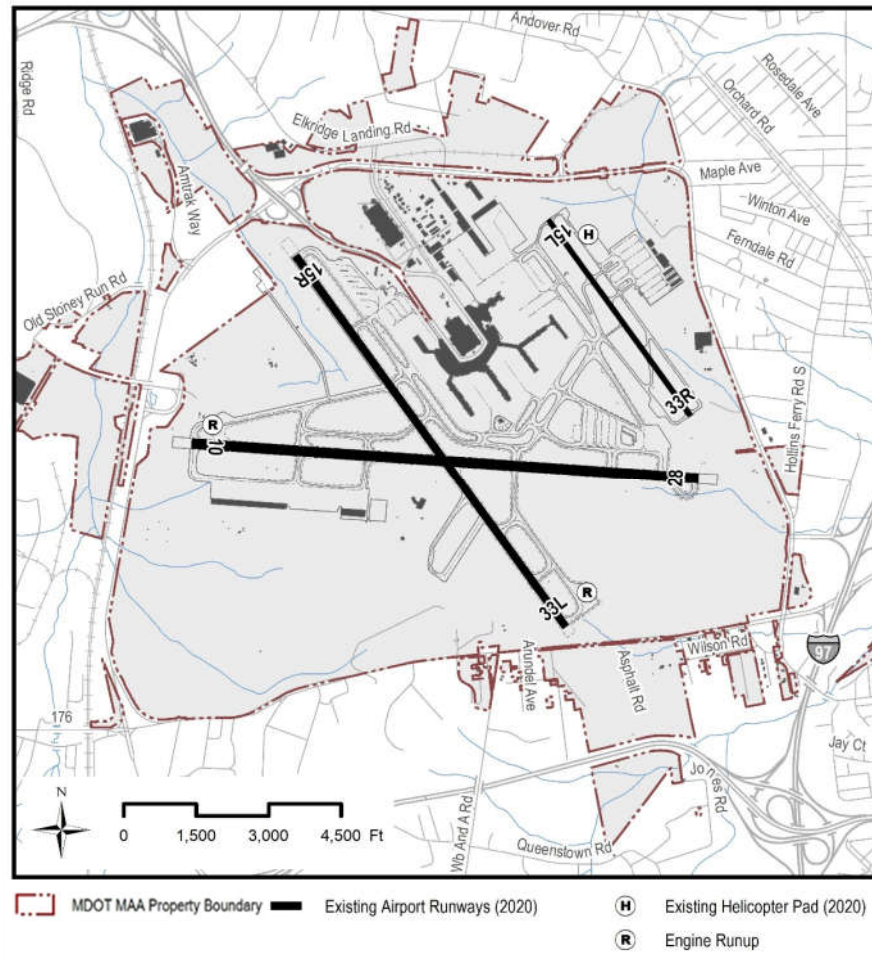 Andover Rd
Ridge Rd
Rosedale Ave
Orchard Rd
Elkridge Landing Rd
Maple Ave
Amtrak Way
Winton Ave
Ferndale Rd
15L
H
15R
Old Stoney Run Rd
33R
Hollins Ferry Rd S
R
10
28
33L
R
Wilson Rd
97
Arundel Ave
Asphalt Rd
176
Jay Ct
Jones Rd
N
0 1,500 3,000 4,500 Ft
Wb And A Rd
Queenstown Rd
MDOT MAA Property Boundary
Existing Airport Runways (2020)
H Existing Helicopter Pad (2020)
R Engine Runup